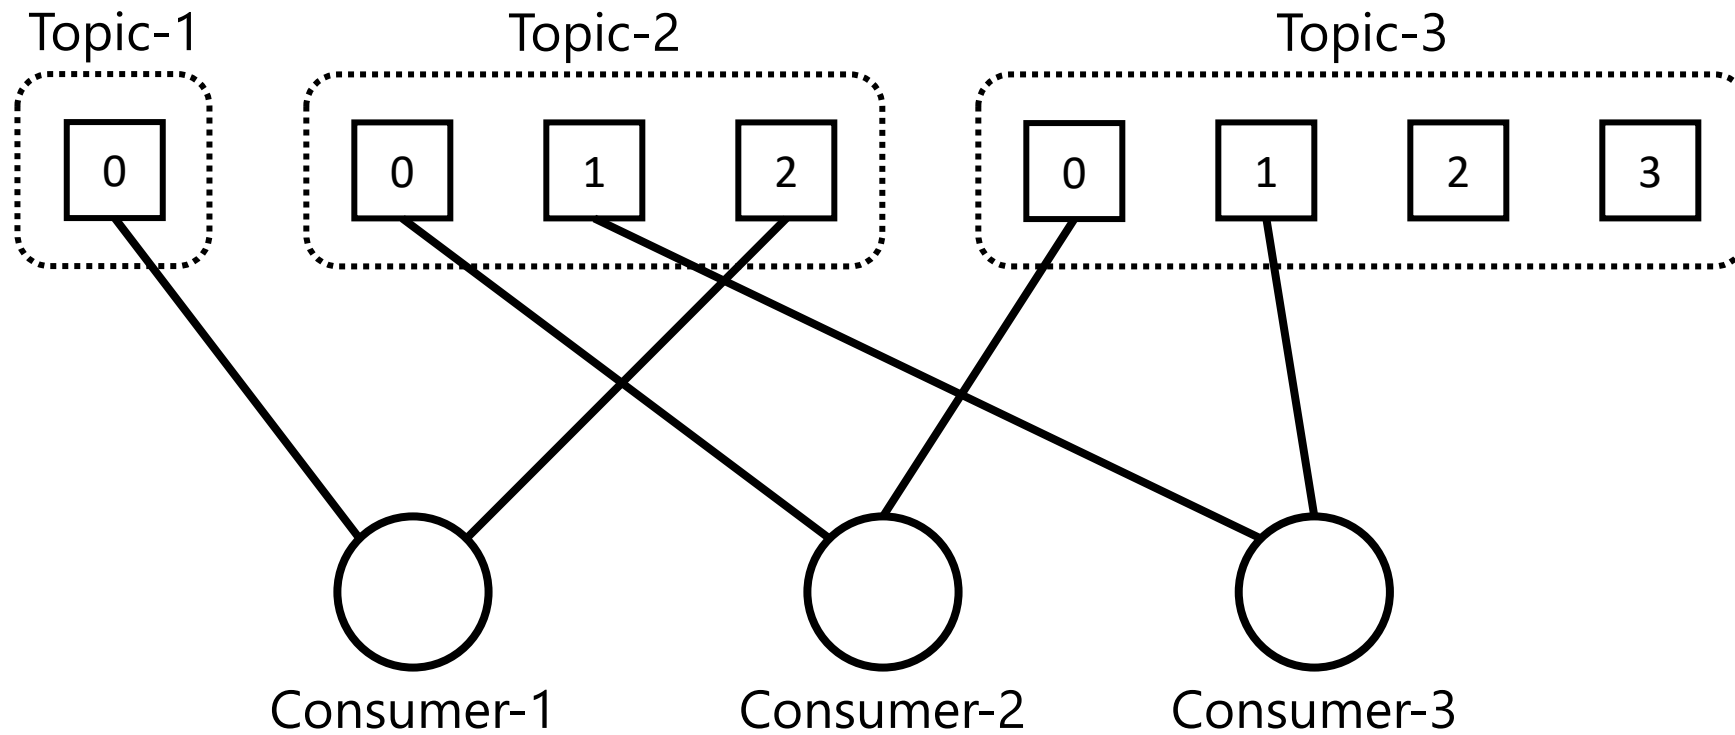 Topic-1 Topic-2 Topic-3
0 0 1 2 0 1 2 3
Consumer-1 Consumer-2 Consumer-3